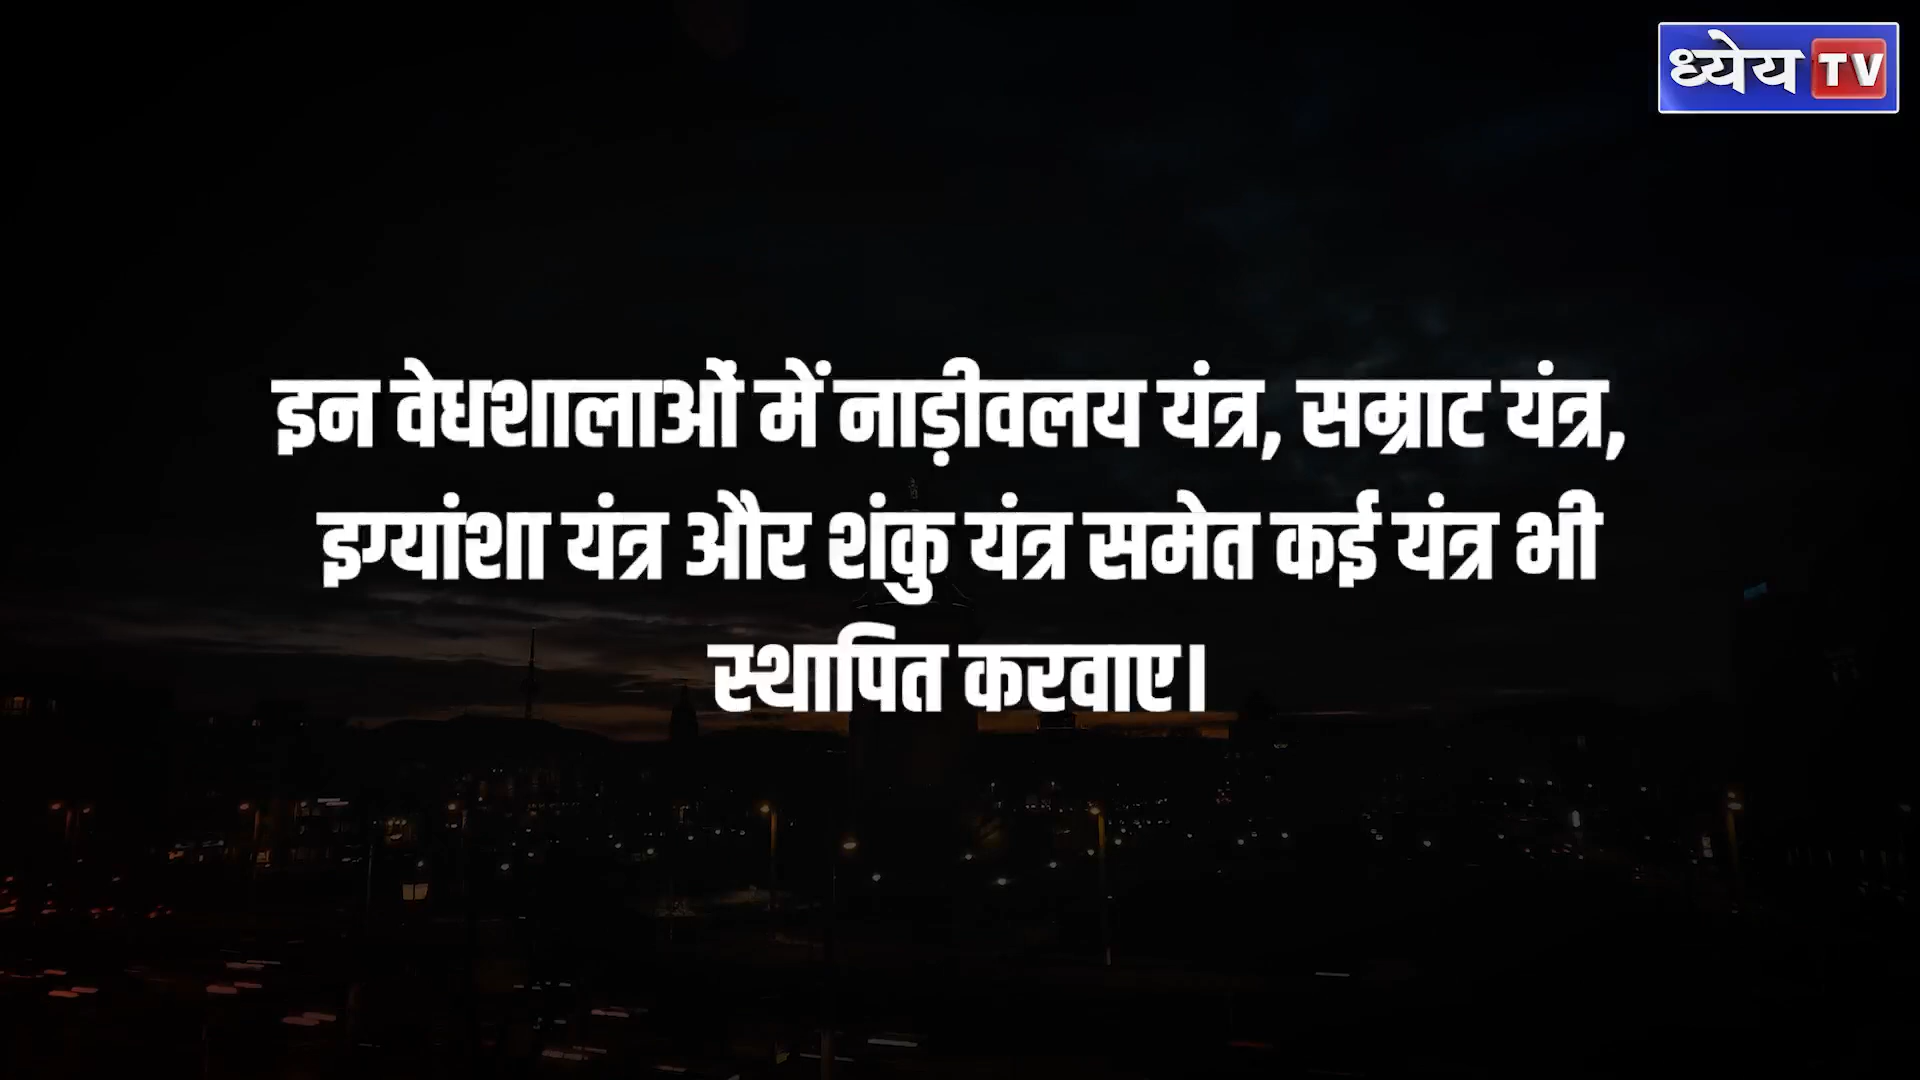 ध्येय TV
इन वेधशालाओं में नाड़ीवलय यंत्र, सम्राट यंत्र,
इग्यांशा यंत्र और शंकु यंत्र समेत कई यंत्र भी
स्थापित करवाए।